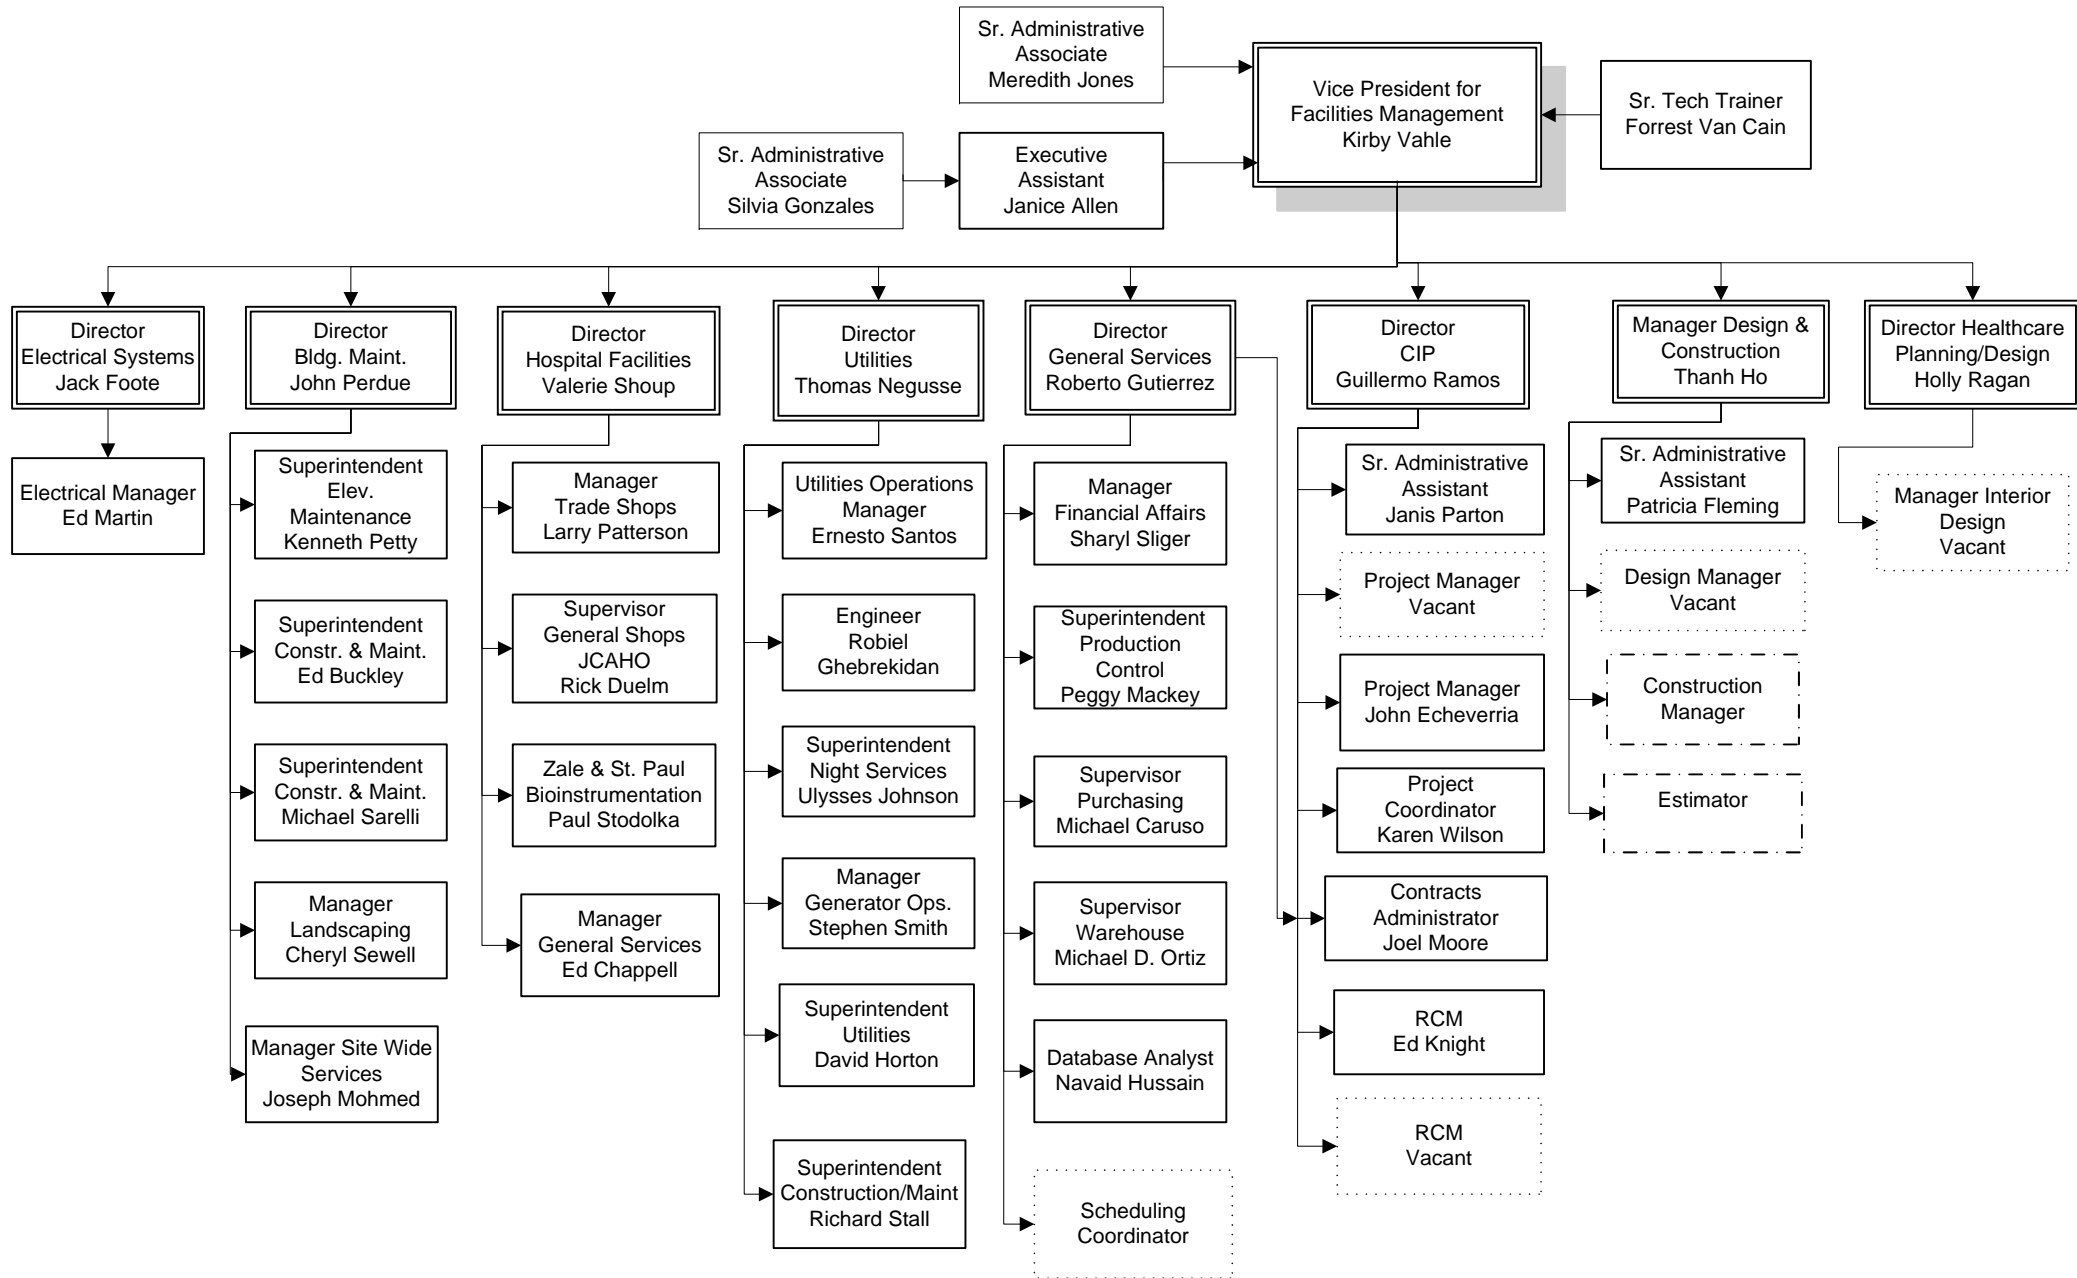 Sr. Administrative
Associate
Meredith Jones
Vice President for
Facilities Management
Kirby Vahle
Sr. Tech Trainer
Forrest Van Cain
Sr. Administrative
Associate
Silvia Gonzales
Executive
Assistant
Janice Allen
Director
Electrical Systems
Jack Foote
Director
Bldg. Maint.
John Perdue
Director
Hospital Facilities
Valerie Shoup
Director
Utilities
Thomas Negusse
Director
General Services
Roberto Gutierrez
Director
CIP
Guillermo Ramos
Manager Design &
Construction
Thanh Ho
Director Healthcare
Planning/Design
Holly Ragan
Electrical Manager
Ed Martin
Superintendent
Elev.
Maintenance
Kenneth Petty
Superintendent
Constr. & Maint.
Ed Buckley
Superintendent
Constr. & Maint.
Michael Sarelli
Manager
Landscaping
Cheryl Sewell
Manager Site Wide
Services
Joseph Mohmed
Manager
Trade Shops
Larry Patterson
Supervisor
General Shops
JCAHO
Rick Duelm
Zale & St. Paul
Bioinstrumentation
Paul Stodolka
Manager
General Services
Ed Chappell
Utilities Operations
Manager
Ernesto Santos
Engineer
Robiel
Ghebrekidan
Superintendent
Night Services
Ulysses Johnson
Manager
Generator Ops.
Stephen Smith
Superintendent
Utilities
David Horton
Superintendent
Construction/Maint
Richard Stall
Manager
Financial Affairs
Sharyl Sliger
Superintendent
Production
Control
Peggy Mackey
Supervisor
Purchasing
Michael Caruso
Supervisor
Warehouse
Michael D. Ortiz
Database Analyst
Navaid Hussain
Scheduling
Coordinator
Sr. Administrative
Assistant
Janis Parton
Project Manager
Vacant
Project Manager
John Echeverria
Project
Coordinator
Karen Wilson
Contracts
Administrator
Joel Moore
RCM
Ed Knight
RCM
Vacant
Sr. Administrative
Assistant
Patricia Fleming
Design Manager
Vacant
Construction
Manager
Estimator
Manager Interior
Design
Vacant